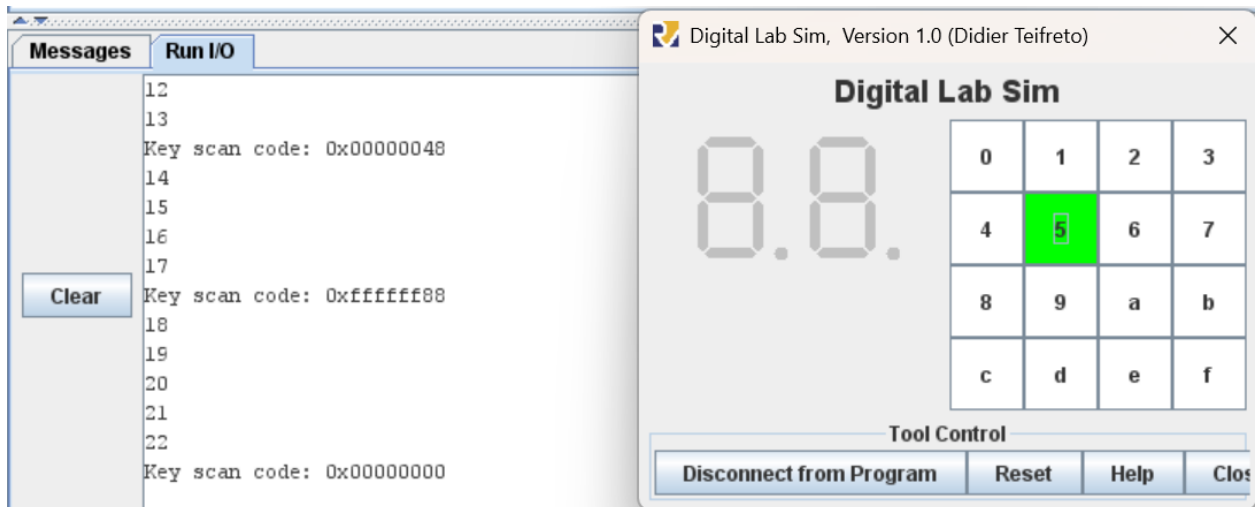 Messages
Run I/O
Clear
12
13
Key scan code: 0x00000048
14
15
16
17
Key scan code: 0xffffff88
18
19
20
21
22
Key scan code: 0x00000000
Digital Lab Sim, Version 1.0 (Didier Teifreto)
Digital Lab Sim
0 1 2 3
4 5 6 7
8 9 a b
c d e f
Tool Control
Disconnect from Program
Reset
Help
Clos